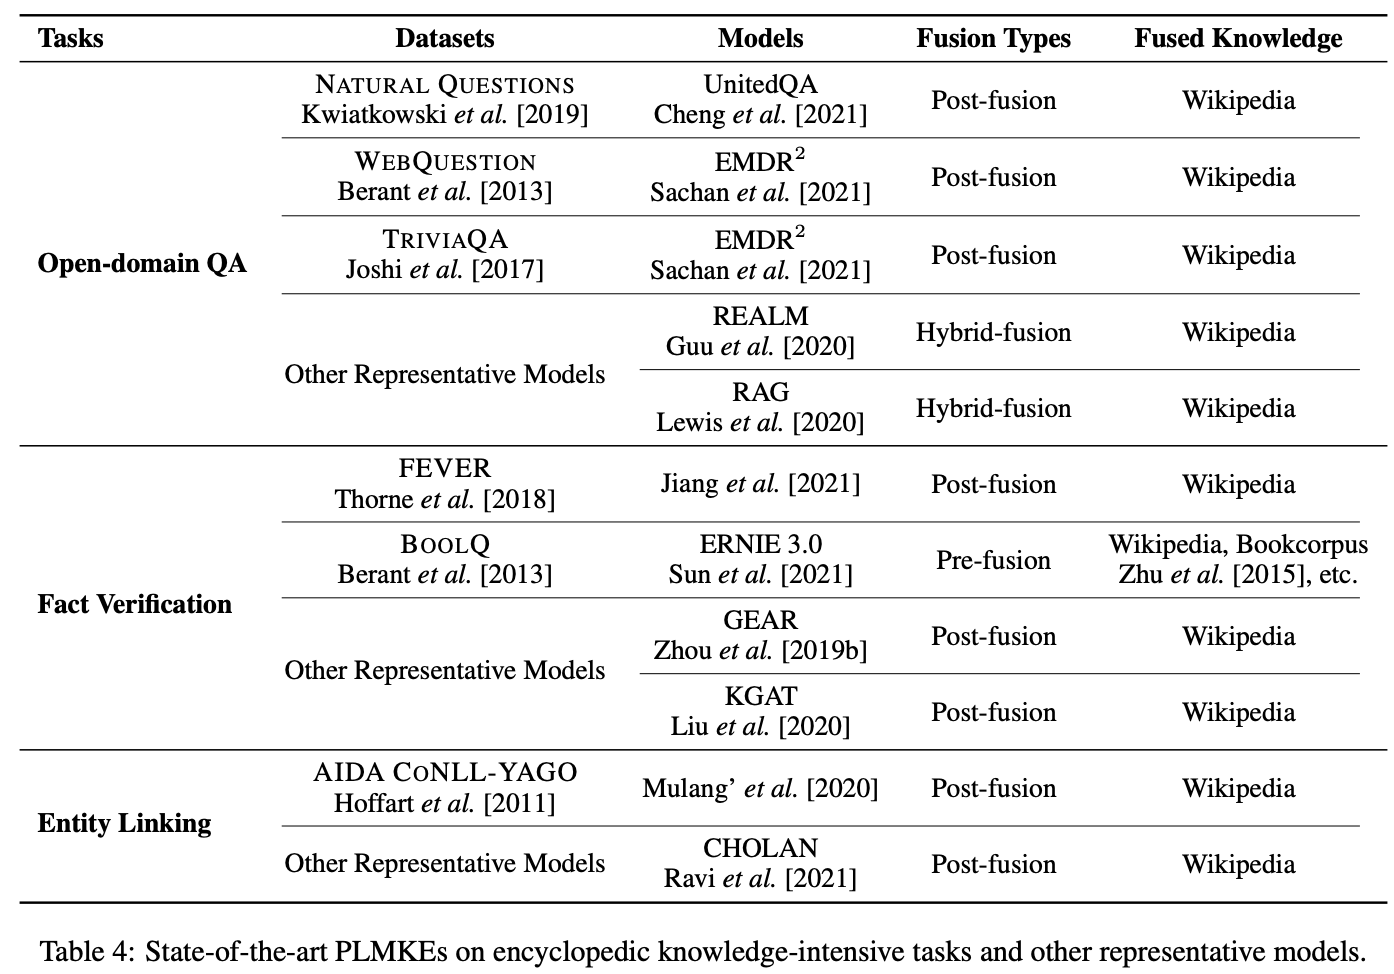 Tasks Datasets Models Fusion Types Fused Knowledge
Open-domain QA
NATURAL QUESTIONS
Kwiatkowski et al. [2019]
UnitedQA
Cheng et al. [2021]
Post-fusion
Wikipedia
WEBQUESTION
Berant et al. [2013]
EMDR²
Sachan et al. [2021]
Post-fusion
Wikipedia
TRIVIAQA
Joshi et al. [2017]
EMDR²
Sachan et al. [2021]
Post-fusion
Wikipedia
Other Representative Models
REALM
Guu et al. [2020]
Hybrid-fusion
Wikipedia
RAG
Lewis et al. [2020]
Hybrid-fusion
Wikipedia
Fact Verification
FEVER
Thorne et al. [2018]
Jiang et al. [2021]
Post-fusion
Wikipedia
BOOLQ
Berant et al. [2013]
ERNIE 3.0
Sun et al. [2021]
Pre-fusion
Wikipedia, Bookcorpus
Zhu et al. [2015], etc.
Other Representative Models
GEAR
Zhou et al. [2019b]
Post-fusion
Wikipedia
KGAT
Liu et al. [2020]
Post-fusion
Wikipedia
Entity Linking
AIDA CONLL-YAGO
Hoffart et al. [2011]
Mulang’ et al. [2020]
Post-fusion
Wikipedia
Other Representative Models
CHOLAN
Ravi et al. [2021]
Post-fusion
Wikipedia
Table 4: State-of-the-art PLMKEs on encyclopedic knowledge-intensive tasks and other representative models.